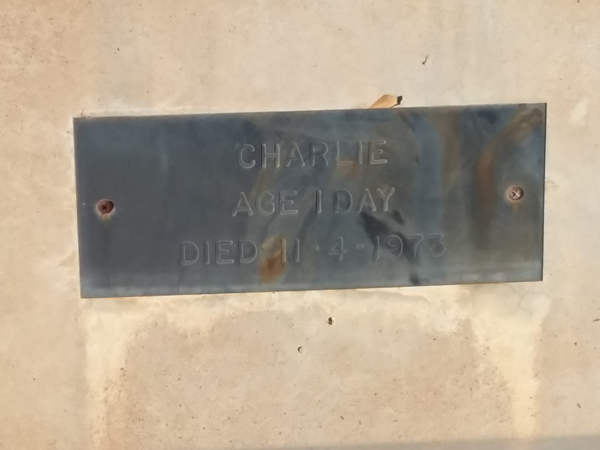 CHARLIE
AGE 1 DAY
DIED 11-4-1973